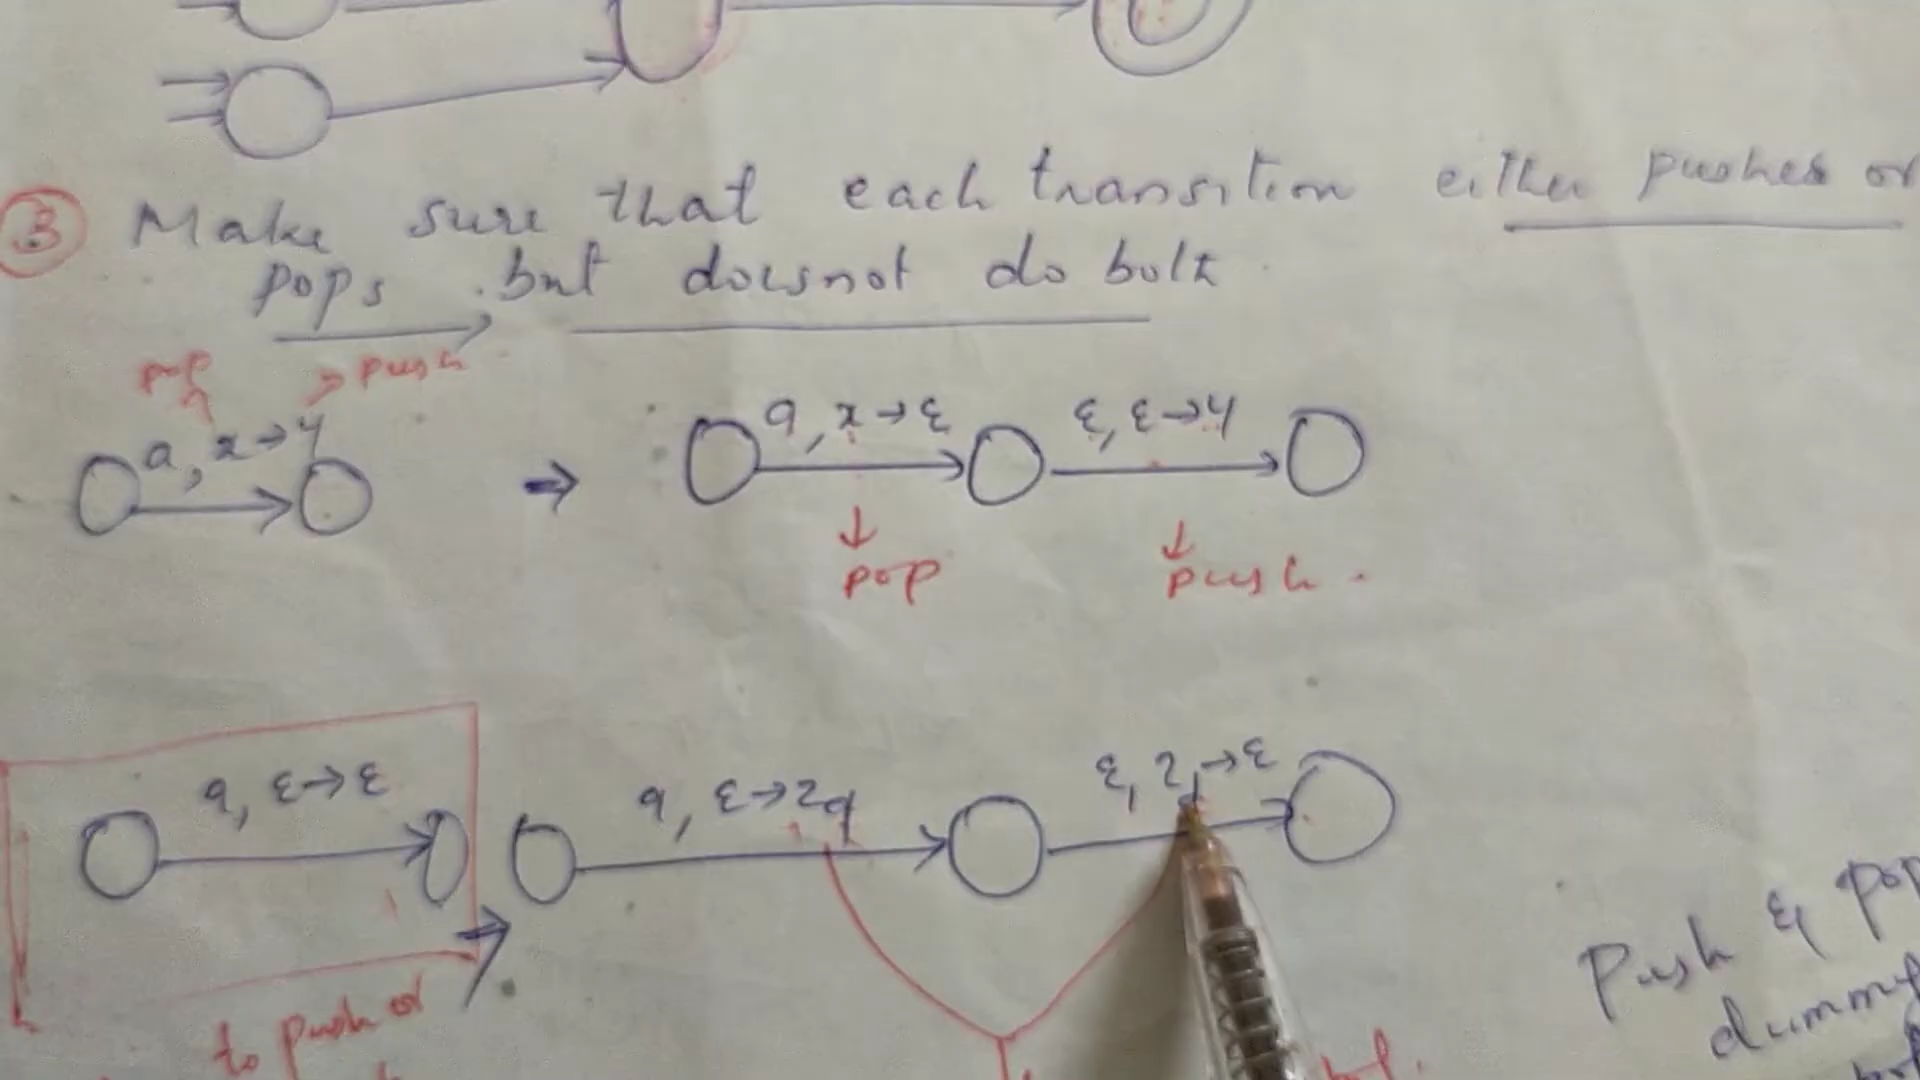 3 Make sure that each transition either pushes or
pops but doesnot do both
pop → push
a, x→y
a, x→ε
ε, ε→y
pop
push.
a, ε→ε
a, ε→
ε, →ε
to push or
Push & pop
dummy